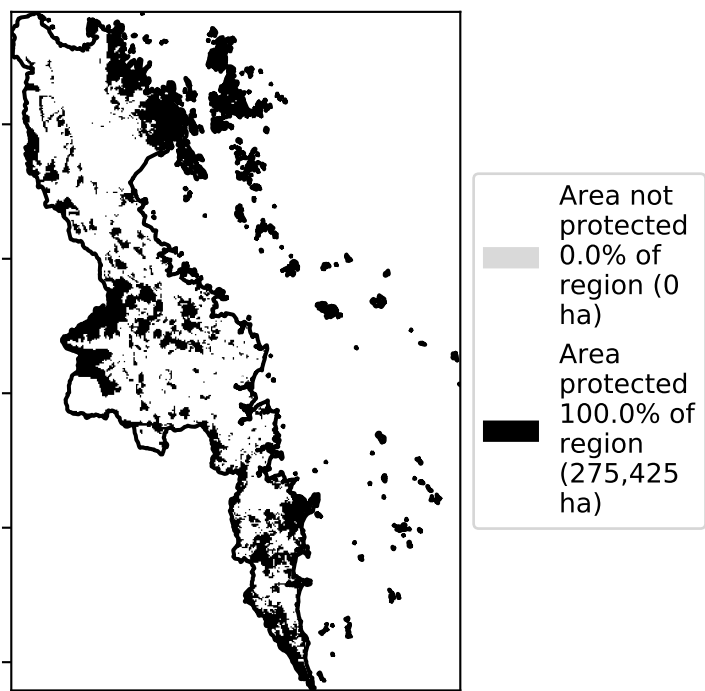 Area not
protected
0.0% of
region (0
ha)
Area
protected
100.0% of
region
(275,425
ha)